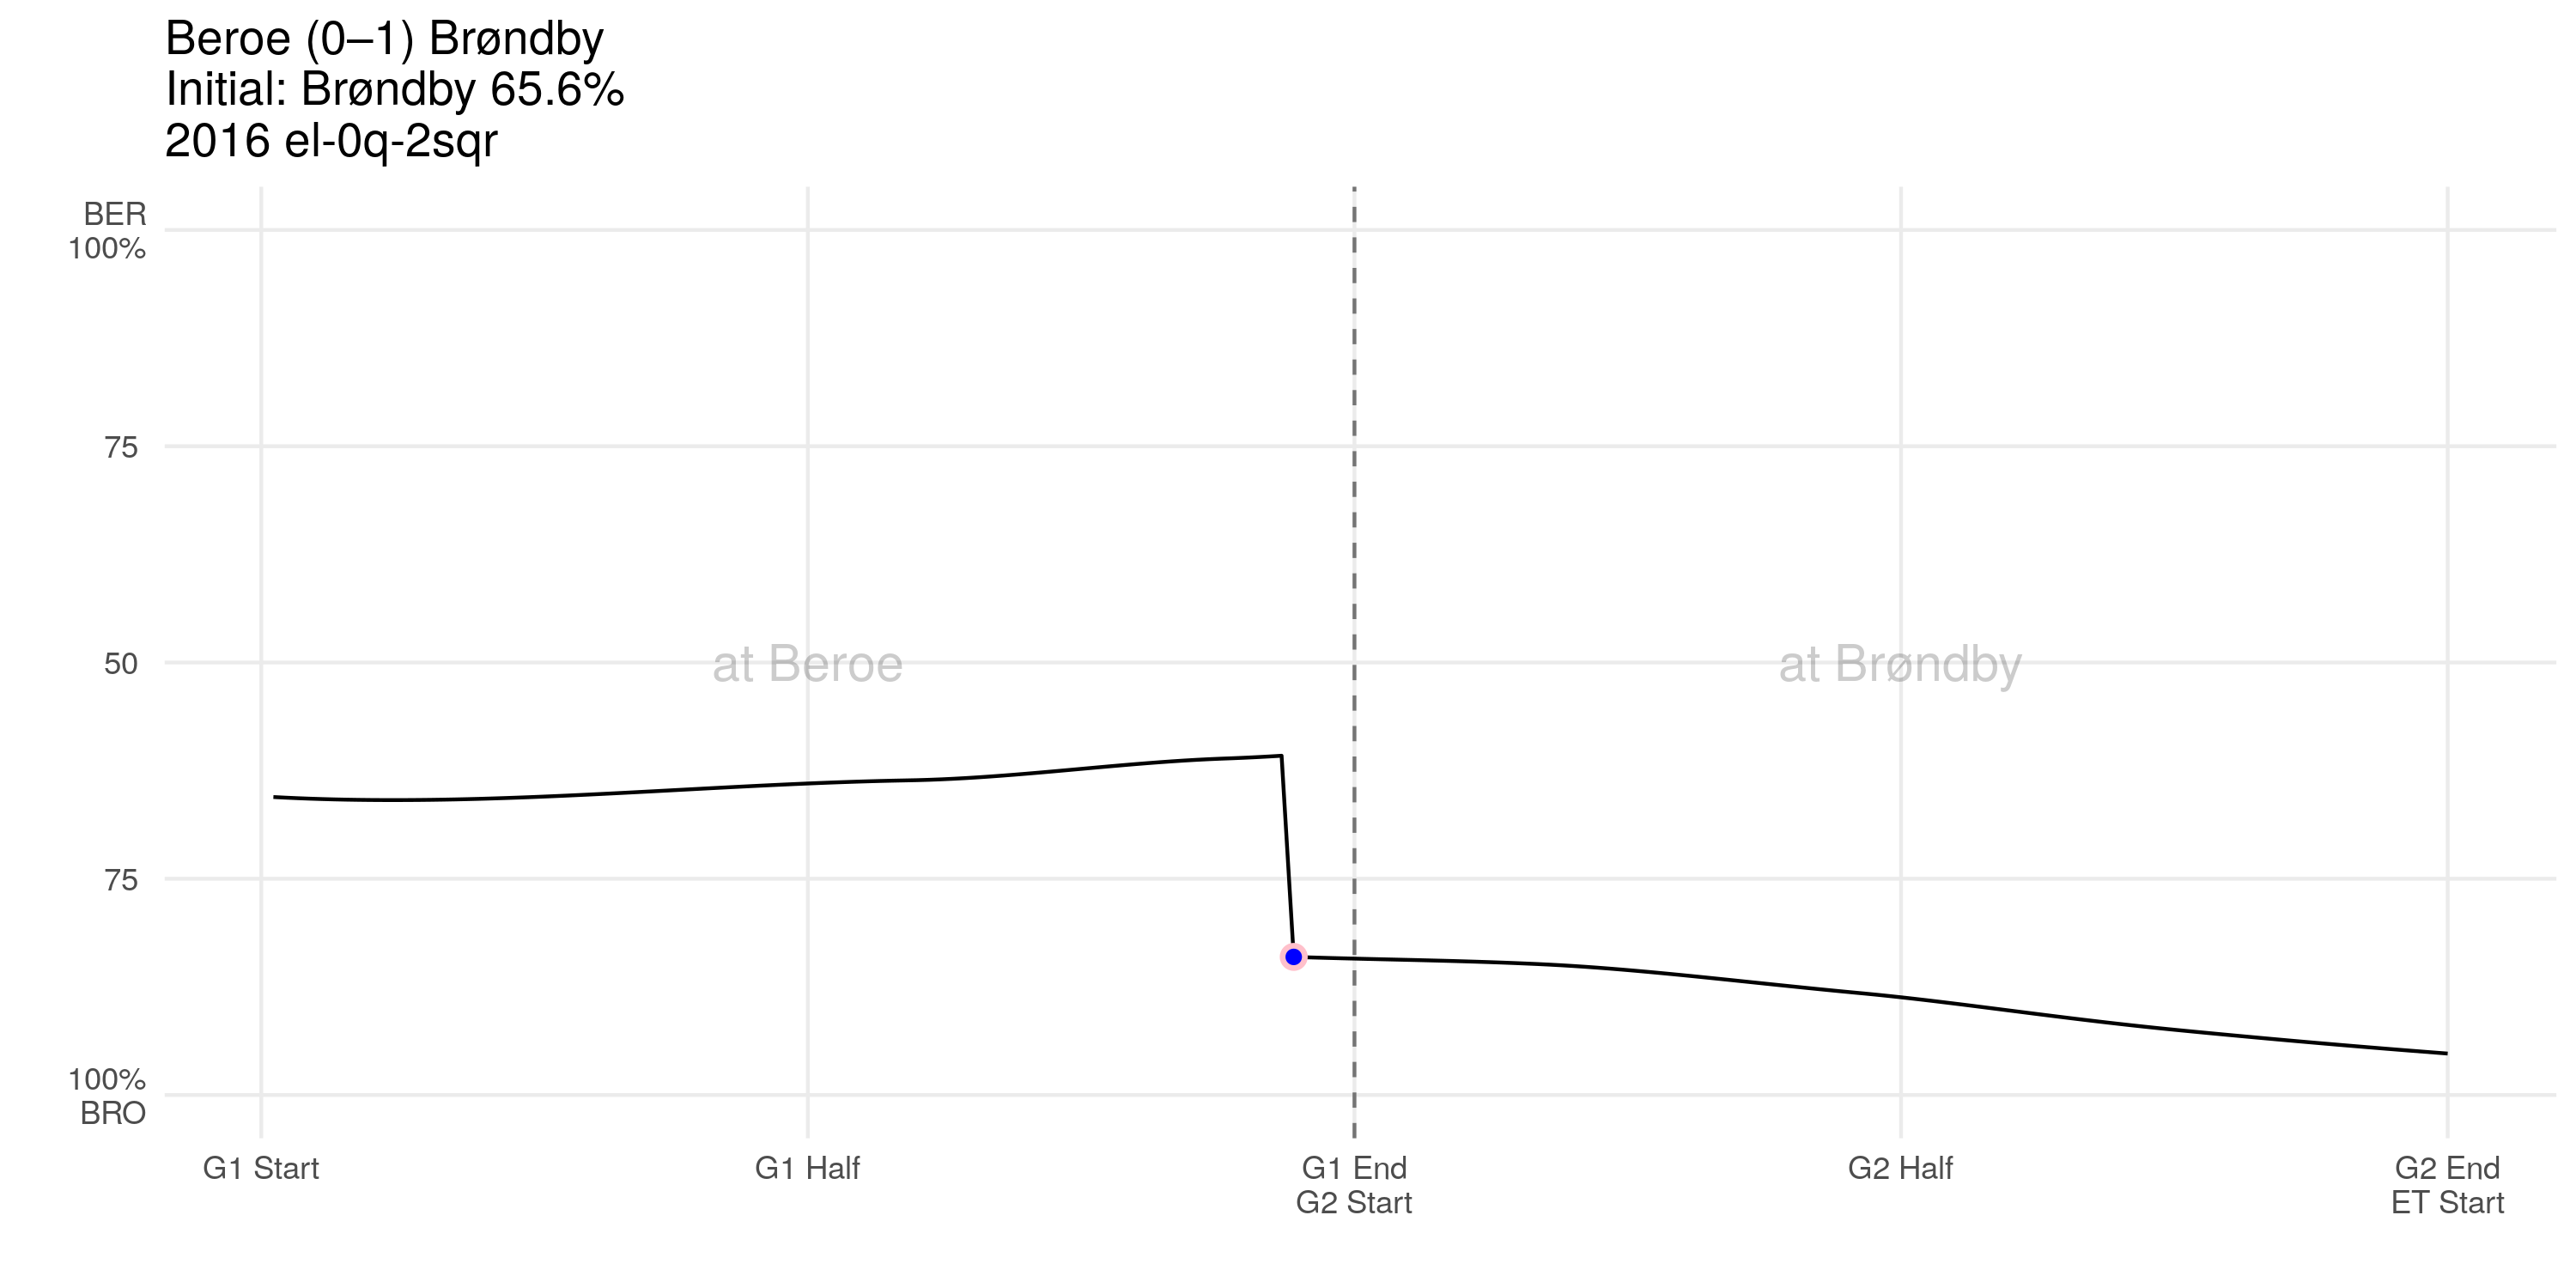 Beroe (0–1) Brøndby
Initial: Brøndby 65.6%
2016 el-0q-2sqr
BER
100%
75
50
75
100%
BRO
at Beroe
at Brøndby
G1 Start
G1 Half
G1 End
G2 Start
G2 Half
G2 End
ET Start